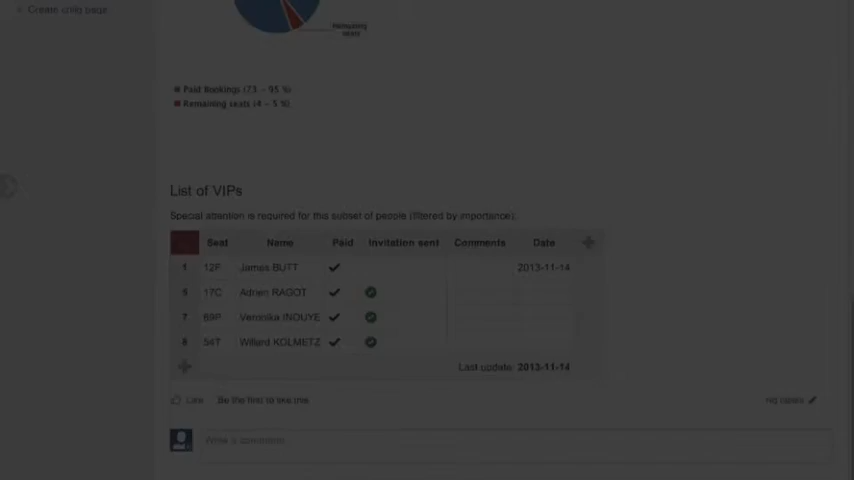 Create child page
Remaining
seats
Paid Bookings (73 – 95 %)
Remaining seats (4 – 5 %)
List of VIPs
Special attention is required for this subset of people (filtered by importance):
Seat Name Paid Invitation sent Comments Date
1 12F James BUTT 2013-11-14
5 17C Adrien RAGOT
7 69P Veronika INOUYE
8 54T Willard KOLMETZ
Last update: 2013-11-14
Like Be the first to like this
No labels
Write a comment...